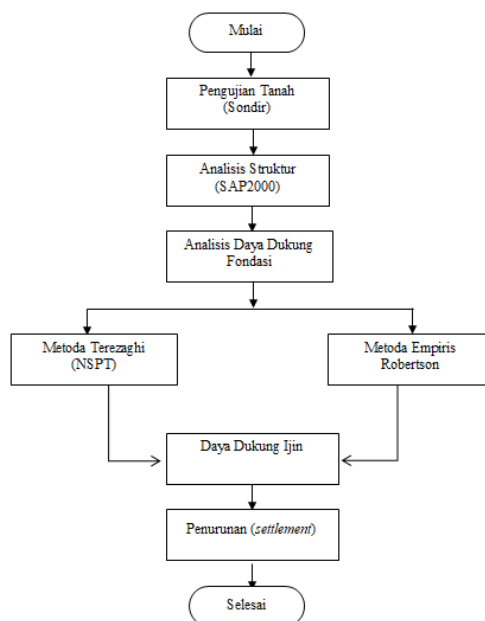 Mulai
Pengujian Tanah
(Sondir)
Analisis Struktur
(SAP2000)
Analisis Daya Dukung
Fondasi
Metoda Terezaghi
(NSPT)
Metoda Empiris
Robertson
Daya Dukung Ijin
Penurunan (settlement)
Selesai